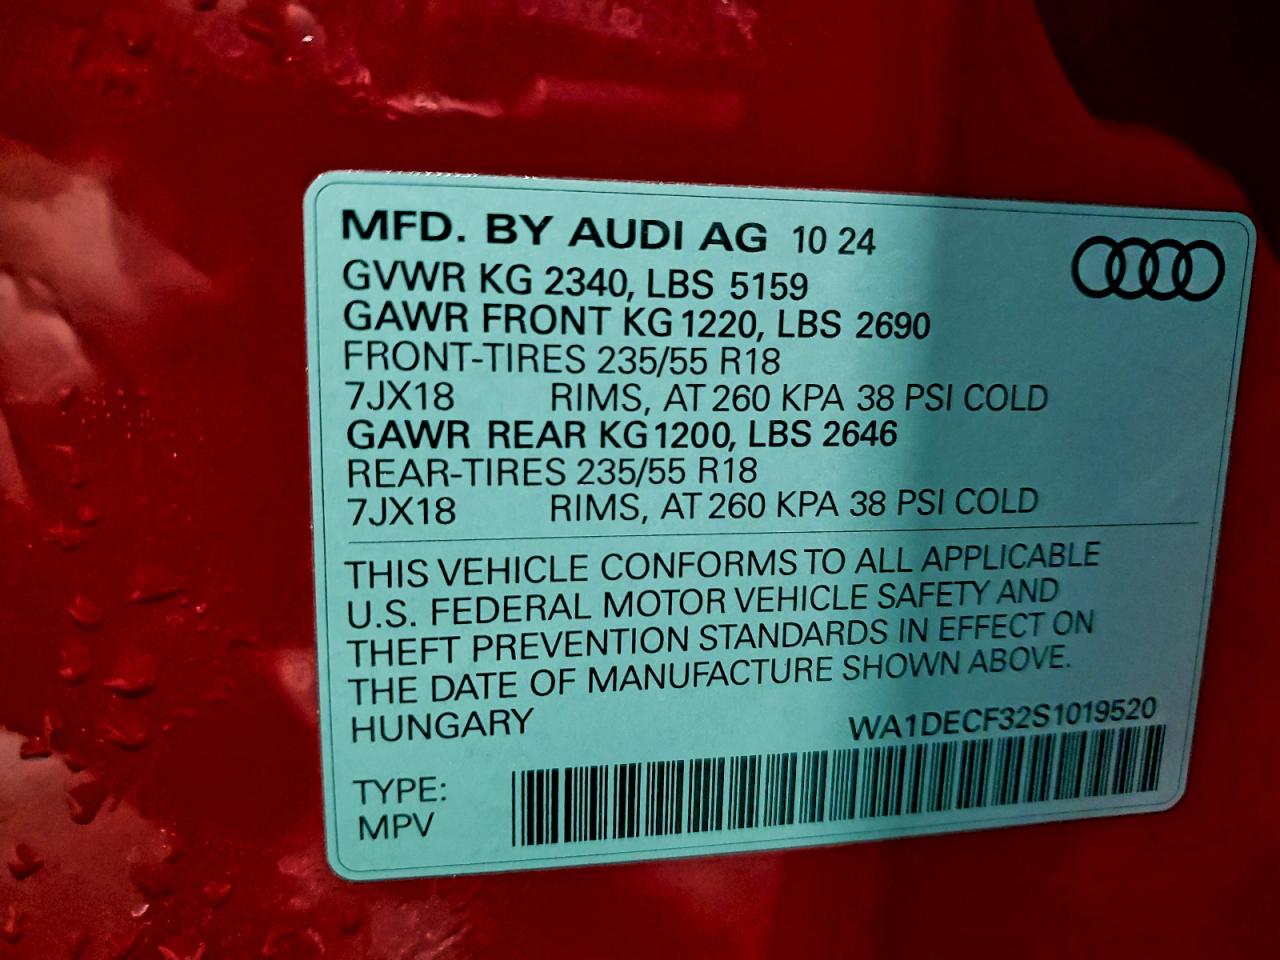 MFD. BY AUDI AG 10 24
GVWR KG 2340, LBS 5159
GAWR FRONT KG 1220, LBS 2690
FRONT-TIRES 235/55 R18
7JX18 RIMS, AT 260 KPA 38 PSI COLD
GAWR REAR KG 1200, LBS 2646
REAR-TIRES 235/55 R18
7JX18 RIMS, AT 260 KPA 38 PSI COLD
THIS VEHICLE CONFORMS TO ALL APPLICABLE
U.S. FEDERAL MOTOR VEHICLE SAFETY AND
THEFT PREVENTION STANDARDS IN EFFECT ON
THE DATE OF MANUFACTURE SHOWN ABOVE.
HUNGARY WA1DECF32S1019520
TYPE:
MPV